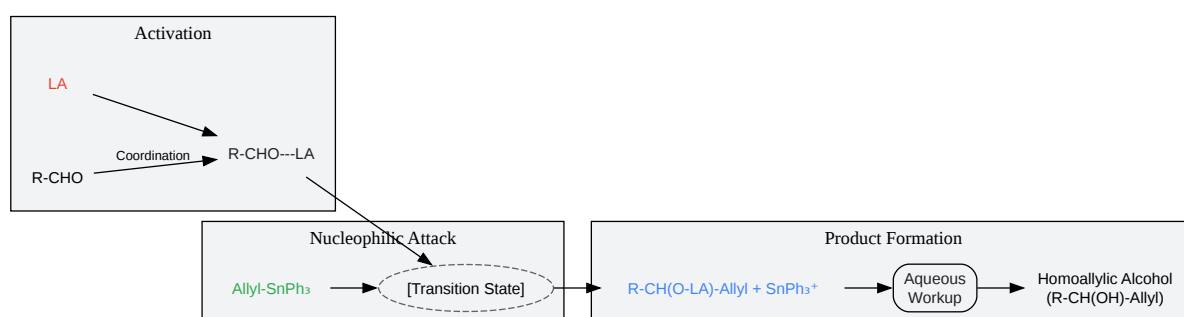 Activation
LA
Coordination
R-CHO
R-CHO---LA
Nucleophilic Attack
Allyl-SnPh₃
[Transition State]
Product Formation
R-CH(O-LA)-Allyl + SnPh₃⁺
Aqueous
Workup
Homoallylic Alcohol
(R-CH(OH)-Allyl)